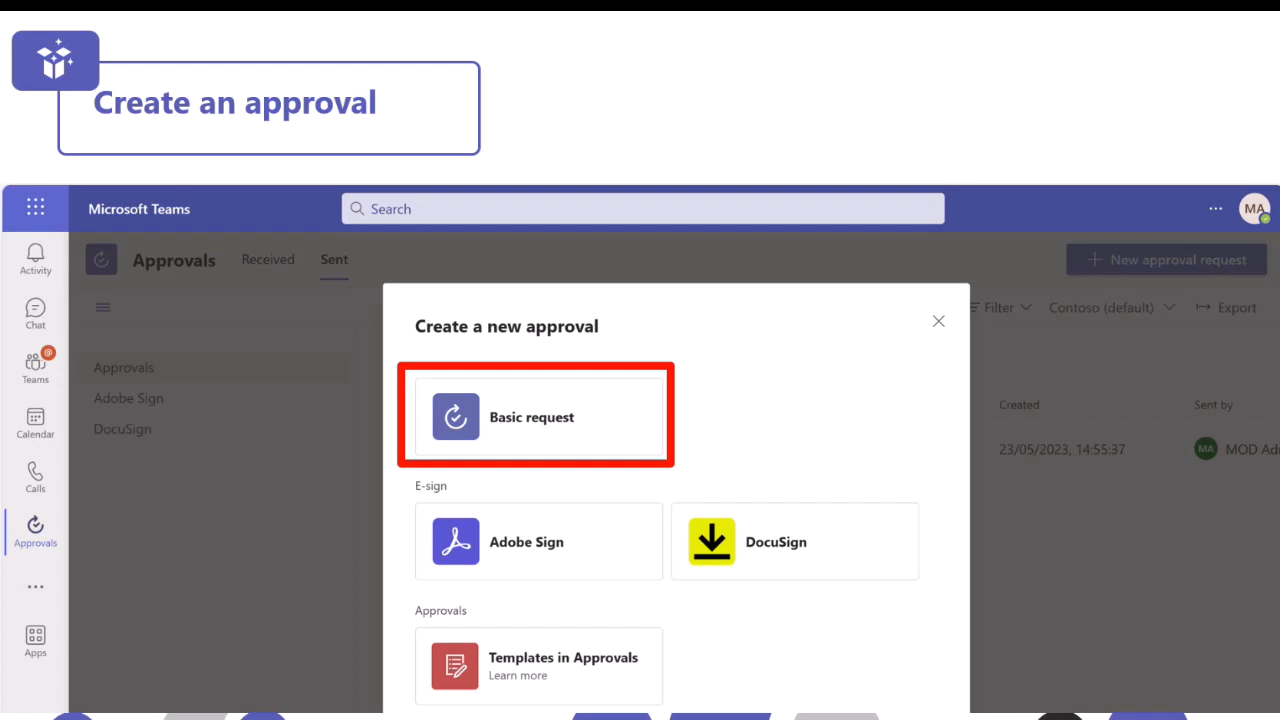 Create an approval
Microsoft Teams
Search
MA
Activity
Chat
@
Teams
Calendar
Calls
Approvals
Apps
Approvals
Received
Sent
New approval request
Filter
Contoso (default)
Export
Approvals
Adobe Sign
DocuSign
Created
Sent by
23/05/2023, 14:55:37
MA
MOD Ad
Create a new approval
Basic request
E-sign
Adobe Sign
DocuSign
Approvals
Templates in Approvals
Learn more